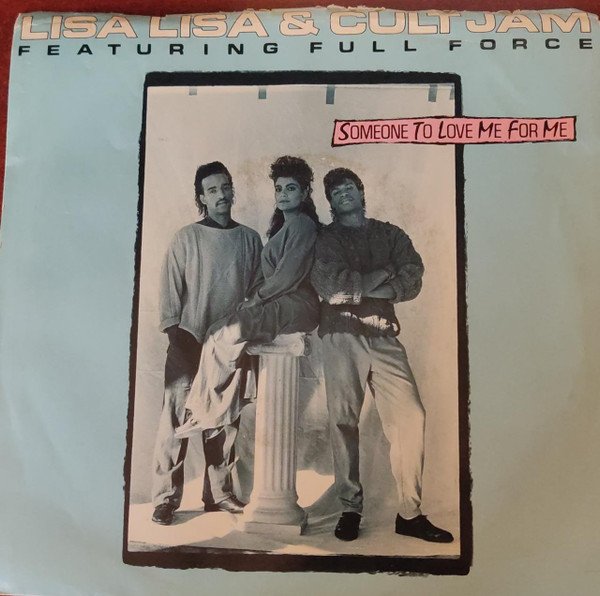 LISA LISA & CULT JAM
FEATURING FULL FORCE
SOMEONE TO LOVE ME FOR ME